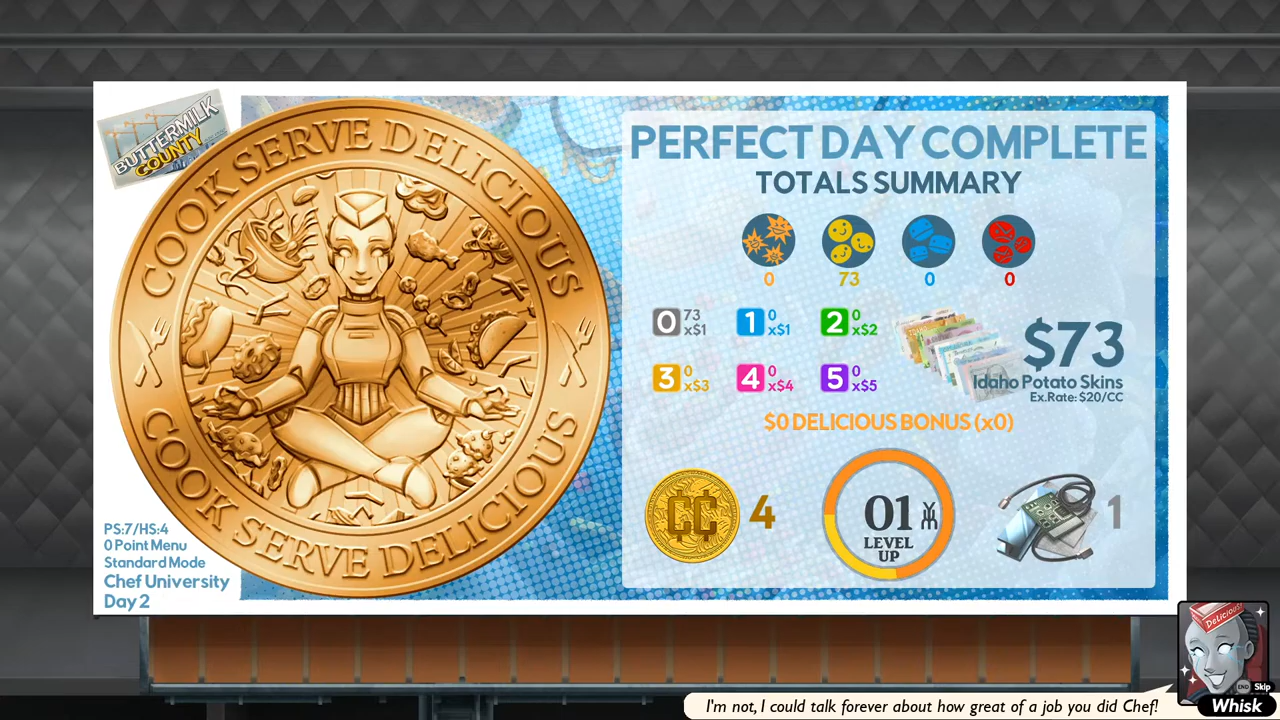 BUTTERMILK
COUNTY
COOK SERVE DELICIOUS
COOK SERVE DELICIOUS
PS:7/HS:4
0 Point Menu
Standard Mode
Chef University
Day 2
PERFECT DAY COMPLETE
TOTALS SUMMARY
0 73 0 0
0 73 x$1 1 0 x$1 2 0 x$2
3 0 x$3 4 0 x$4 5 0 x$5
$73
Idaho Potato Skins
Ex.Rate: $20/CC
$0 DELICIOUS BONUS (x0)
CC 4
01
LEVEL
UP
1
Delicious!
END Skip
Whisk
I'm not, I could talk forever about how great of a job you did Chef!